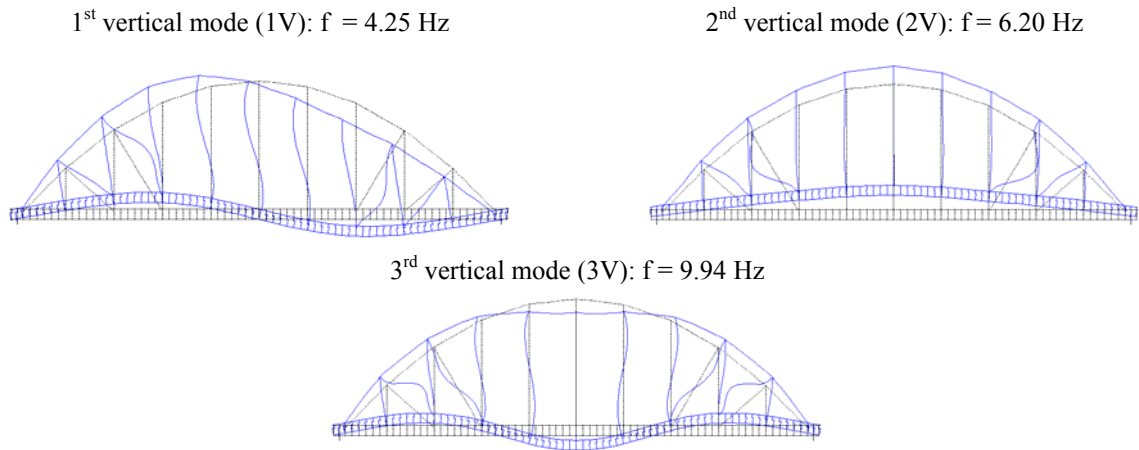 1st vertical mode (1V): f = 4.25 Hz
2nd vertical mode (2V): f = 6.20 Hz
3rd vertical mode (3V): f = 9.94 Hz